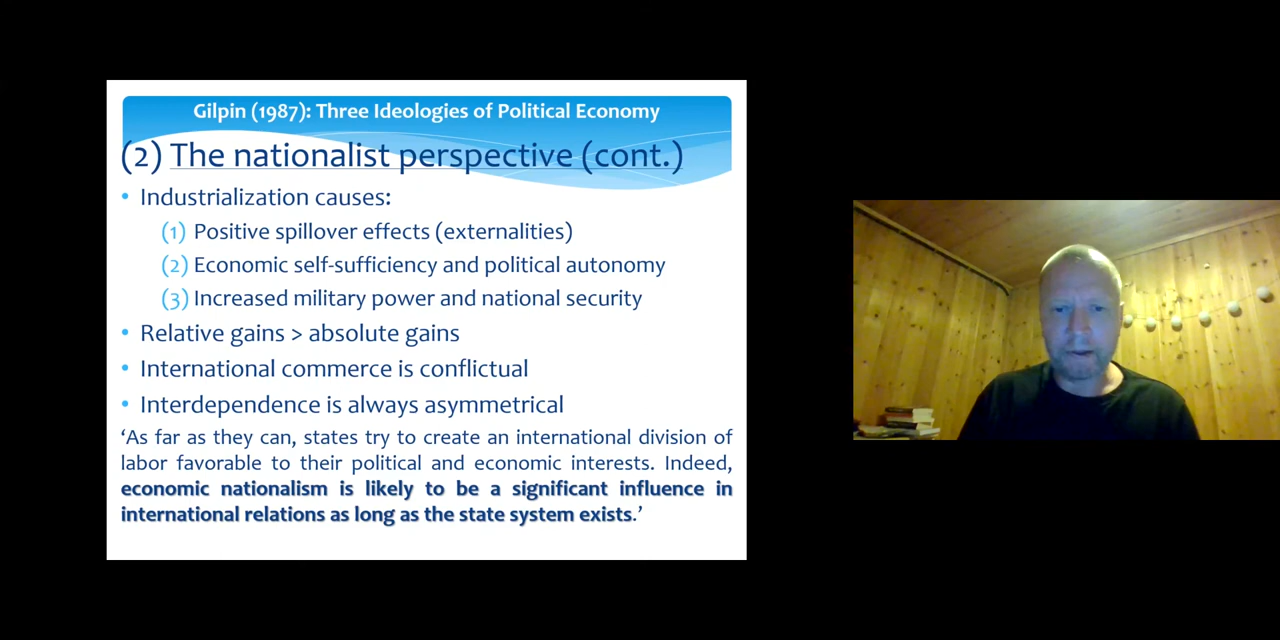 Gilpin (1987): Three Ideologies of Political Economy
(2) The nationalist perspective (cont.)
• Industrialization causes:
(1) Positive spillover effects (externalities)
(2) Economic self-sufficiency and political autonomy
(3) Increased military power and national security
• Relative gains > absolute gains
• International commerce is conflictual
• Interdependence is always asymmetrical
‘As far as they can, states try to create an international division of
labor favorable to their political and economic interests. Indeed,
economic nationalism is likely to be a significant influence in
international relations as long as the state system exists.’